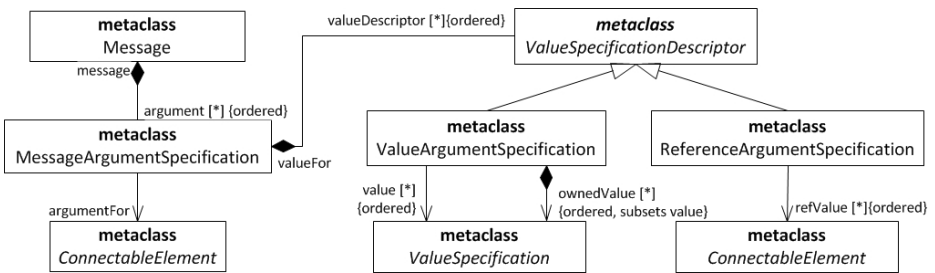 metaclass
Message
message
valueDescriptor [*]{ordered}
metaclass
ValueSpecificationDescriptor
argument [*] {ordered}
metaclass
MessageArgumentSpecification
valueFor
metaclass
ValueArgumentSpecification
metaclass
ReferenceArgumentSpecification
argumentFor
value [*]
{ordered}
ownedValue [*]
{ordered, subsets value}
refValue [*]{ordered}
metaclass
ConnectableElement
metaclass
ValueSpecification
metaclass
ConnectableElement